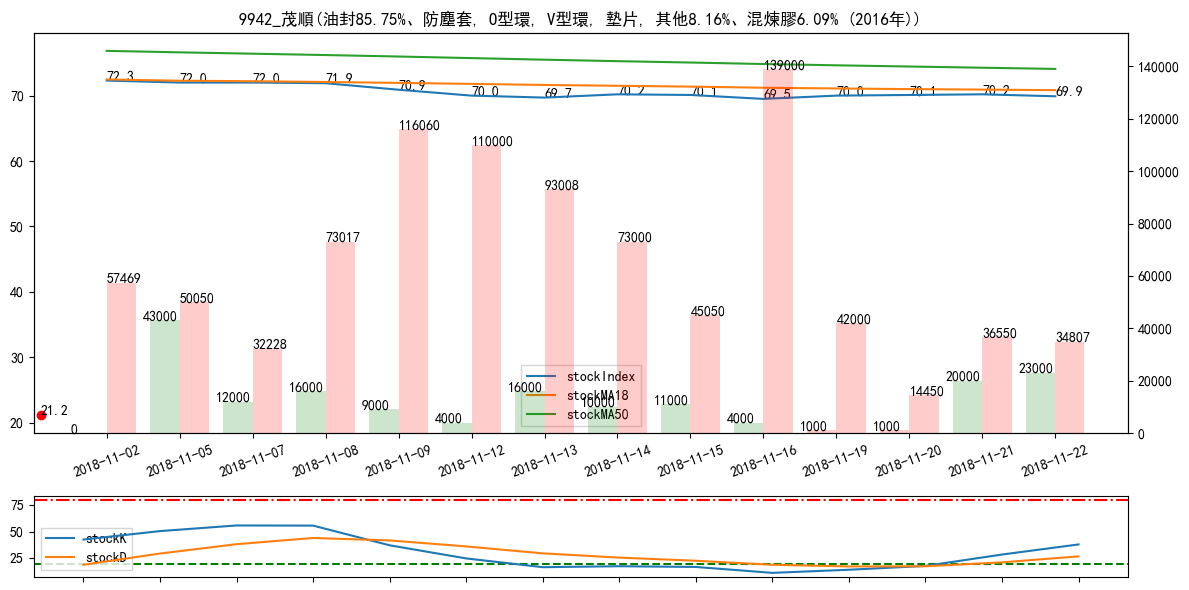 9942_茂順(油封85.75%、防塵套, O型環, V型環, 墊片, 其他8.16%、混煉膠6.09% (2016年))
72.3 72.0 72.0 71.9 70.9 70.0 69.7 70.2 70.1 69.5 70.0 70.1 70.2 69.9
70 60 50 40 30 20
140000 120000 100000 80000 60000 40000 20000 0
57469 50050 32228 73017 116060 110000 93008 73000 45050 139000 42000 14450 36550 34807
0 43000 12000 16000 9000 4000 16000 10000 11000 4000 1000 1000 20000 23000
21.2
stockIndex
stockMA18
stockMA50
2018-11-02 2018-11-05 2018-11-07 2018-11-08 2018-11-09 2018-11-12 2018-11-13 2018-11-14 2018-11-15 2018-11-16 2018-11-19 2018-11-20 2018-11-21 2018-11-22
75
50
25
stockK
stockD